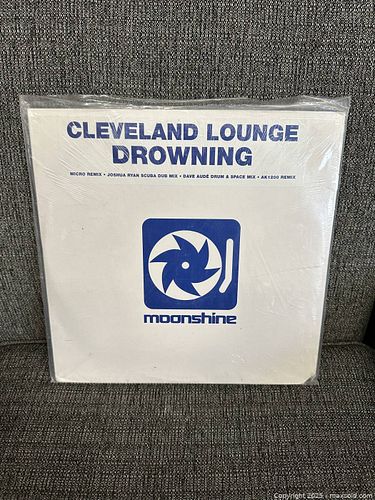 CLEVELAND LOUNGE
DROWNING
MICRO REMIX • JOSHUA RYAN SCUBA DUB MIX • DAVE AUDÉ DRUM & SPACE MIX • AK1200 REMIX
moonshine
Copyright 2025 - maxsold.com